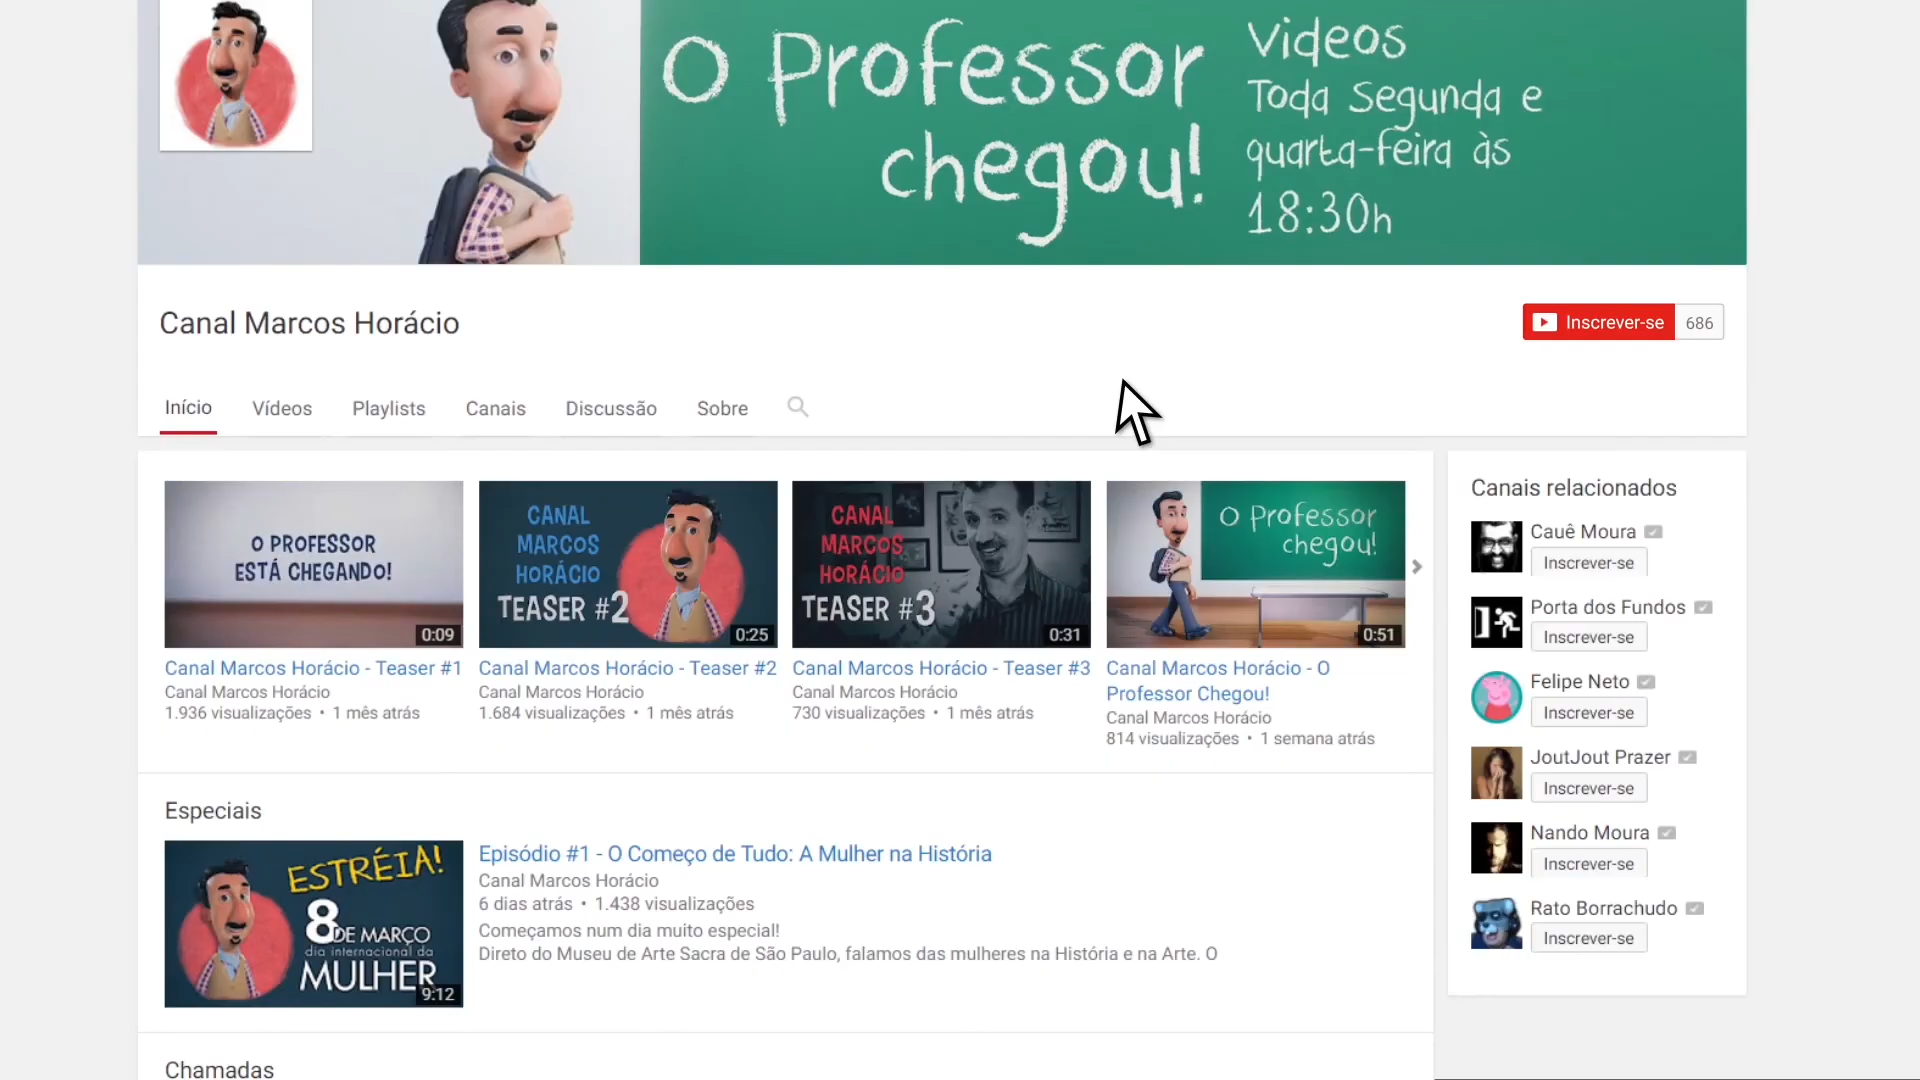 O Professor
chegou!
Videos
Toda Segunda e
quarta-feira às
18:30h
Canal Marcos Horácio
Inscrever-se 686
Início Vídeos Playlists Canais Discussão Sobre
O PROFESSOR
ESTÁ CHEGANDO!
0:09
Canal Marcos Horácio - Teaser #1
Canal Marcos Horácio
1.936 visualizações • 1 mês atrás
CANAL
MARCOS
HORÁCIO
TEASER #2
0:25
Canal Marcos Horácio - Teaser #2
Canal Marcos Horácio
1.684 visualizações • 1 mês atrás
CANAL
MARCOS
HORÁCIO
TEASER #3
0:31
Canal Marcos Horácio - Teaser #3
Canal Marcos Horácio
730 visualizações • 1 mês atrás
O Professor
chegou!
0:51
Canal Marcos Horácio - O
Professor Chegou!
Canal Marcos Horácio
814 visualizações • 1 semana atrás
Especiais
ESTRÉIA!
8 DE MARÇO
dia internacional da
MULHER
9:12
Episódio #1 - O Começo de Tudo: A Mulher na História
Canal Marcos Horácio
6 dias atrás • 1.438 visualizações
Começamos num dia muito especial!
Direto do Museu de Arte Sacra de São Paulo, falamos das mulheres na História e na Arte. O
Chamadas
Canais relacionados
Cauê Moura
Inscrever-se
Porta dos Fundos
Inscrever-se
Felipe Neto
Inscrever-se
JoutJout Prazer
Inscrever-se
Nando Moura
Inscrever-se
Rato Borrachudo
Inscrever-se